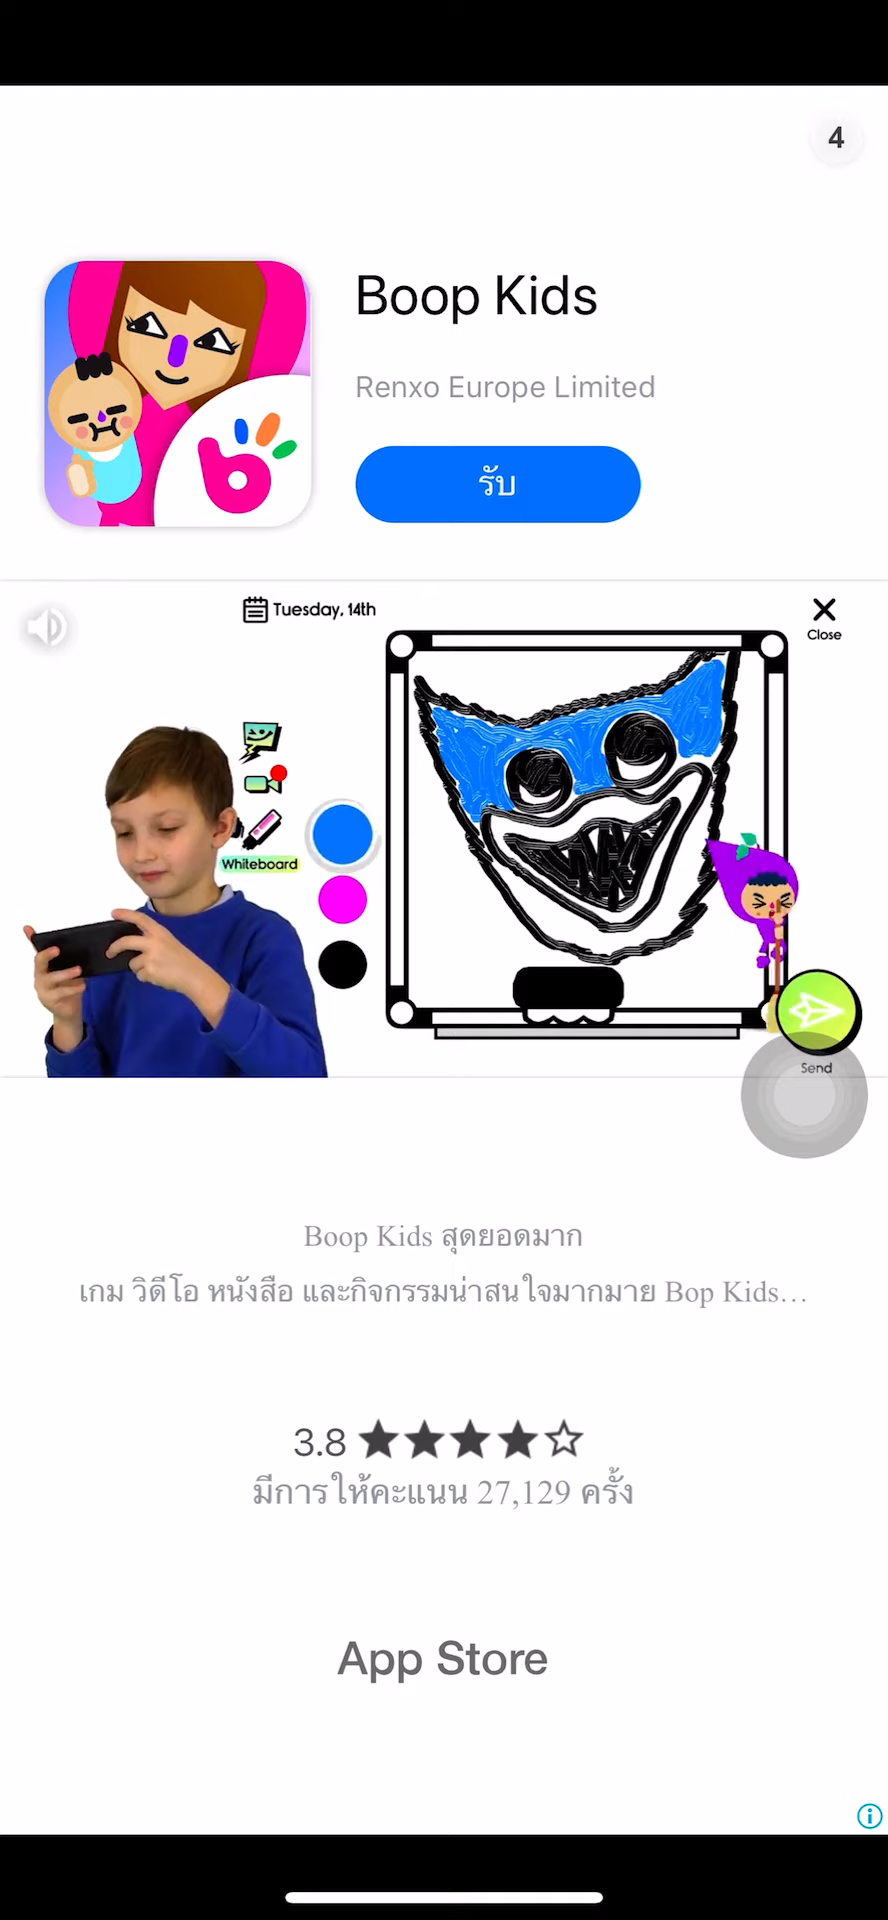 4
Boop Kids
Renxo Europe Limited
รับ
Tuesday, 14th
Close
Whiteboard
Send
Boop Kids สุดยอดมาก
เกม วิดีโอ หนังสือ และกิจกรรมน่าสนใจมากมาย Bop Kids...
3.8
มีการให้คะแนน 27,129 ครั้ง
App Store